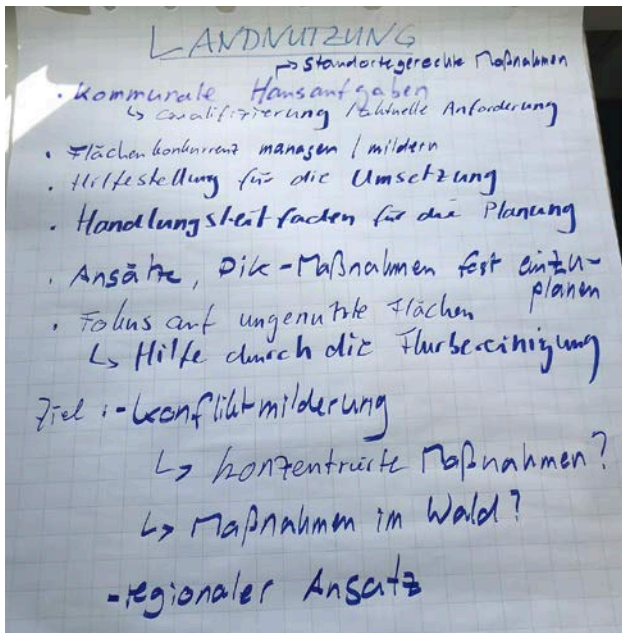 LANDNUTZUNG
→ Standortgerechte Maßnahmen
· Kommunale Hausaufgaben
↳ Qualifizierung / Aktuelle Anforderung
· Flächenkonkurrenz managen / mildern
· Hilfestellung für die Umsetzung
· Handlungsleitfaden für die Planung
· Ansätze, PiK-Maßnahmen fest einzu-
planen
· Fokus auf ungenutzte Flächen
↳ Hilfe durch die Flurbereinigung
Ziel: - Konfliktmilderung
↳ konzentrierte Maßnahmen?
↳ Maßnahmen im Wald?
- regionaler Ansatz